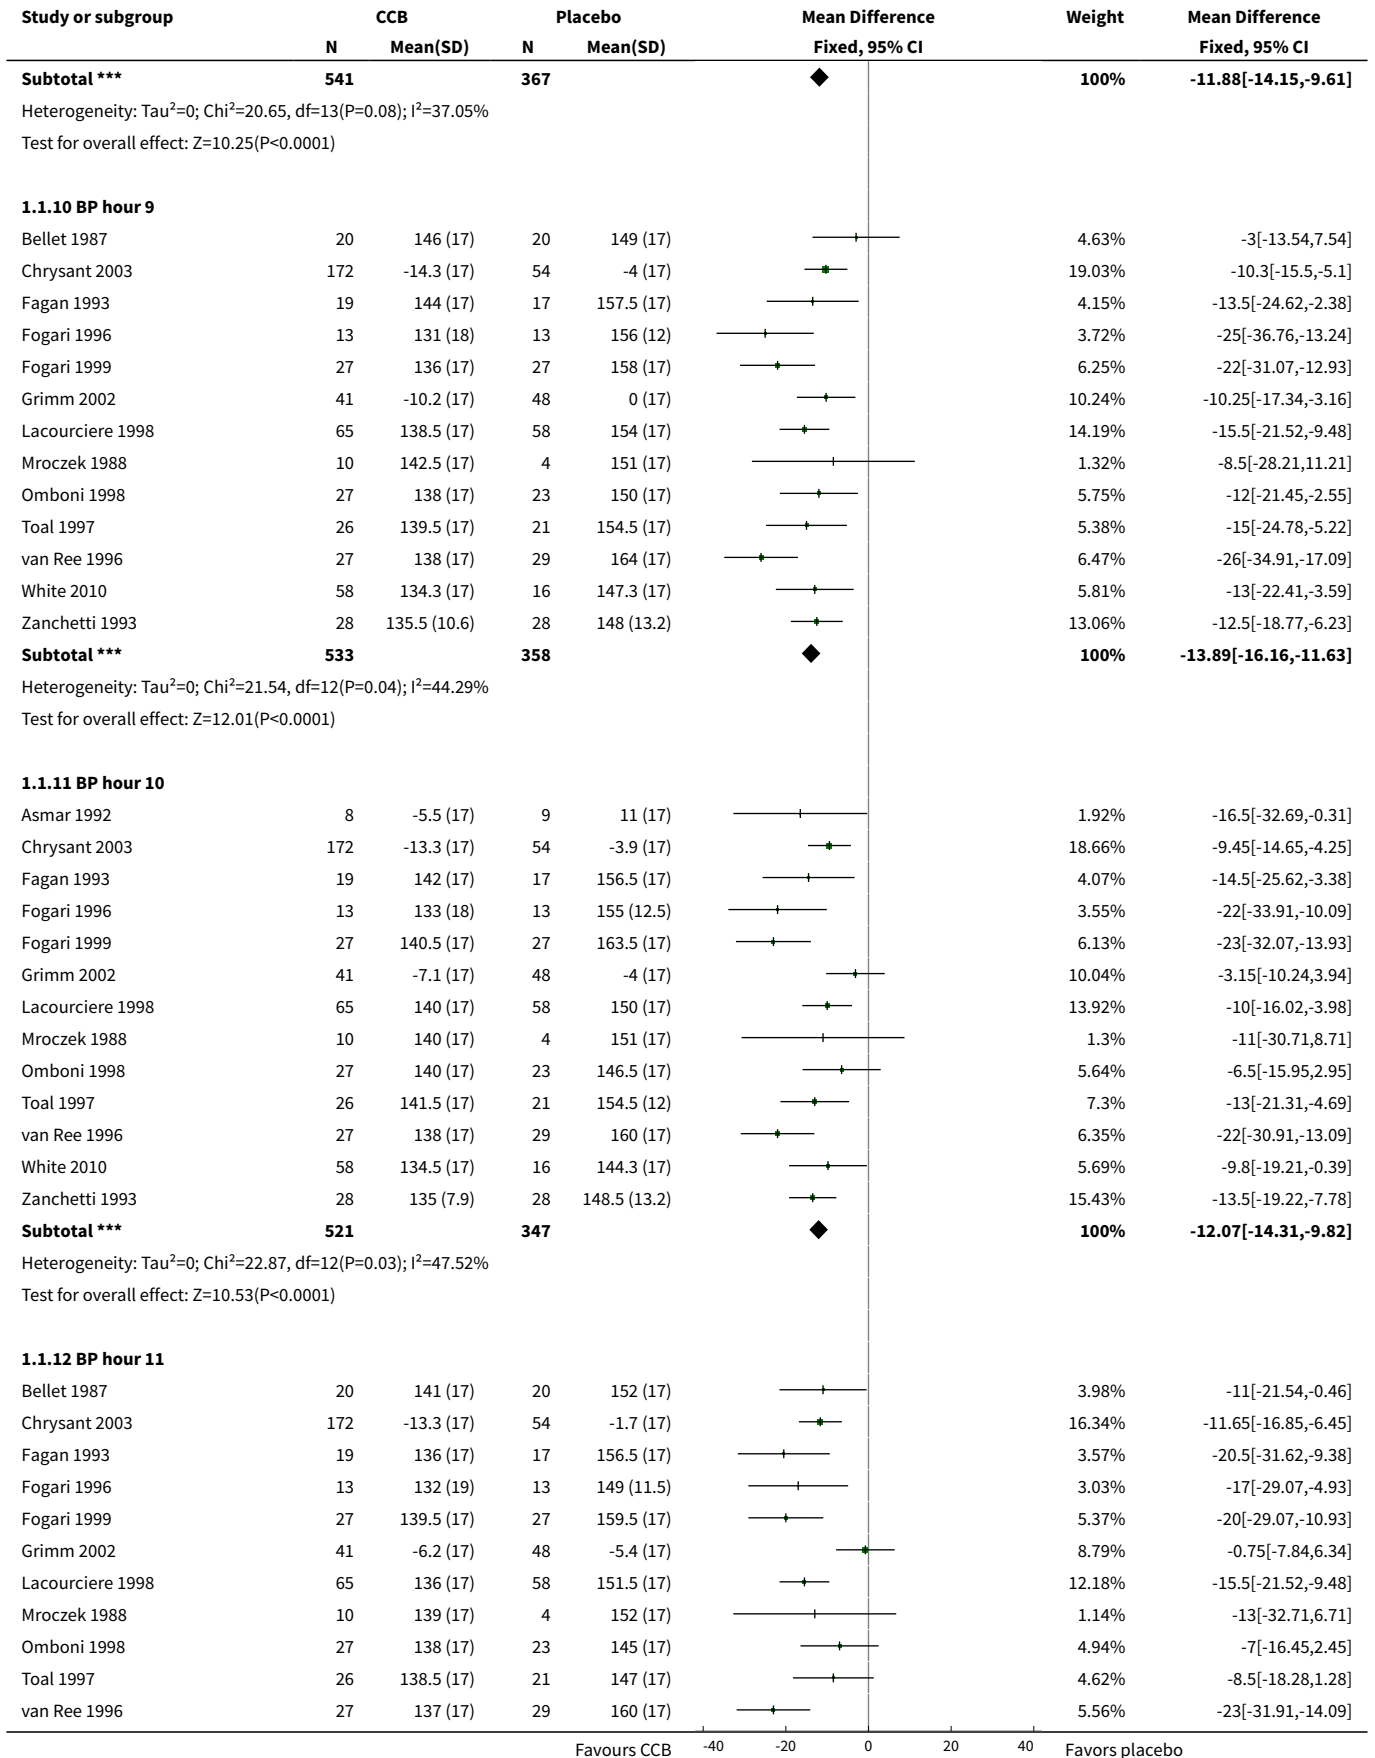 Study or subgroup CCB Placebo Mean Difference Weight Mean Difference
N Mean(SD) N Mean(SD) Fixed, 95% CI Fixed, 95% CI
Subtotal *** 541 367 100% -11.88[-14.15,-9.61]
Heterogeneity: Tau²=0; Chi²=20.65, df=13(P=0.08); I²=37.05%
Test for overall effect: Z=10.25(P<0.0001)
1.1.10 BP hour 9
Bellet 1987 20 146 (17) 20 149 (17) 4.63% -3[-13.54,7.54]
Chrysant 2003 172 -14.3 (17) 54 -4 (17) 19.03% -10.3[-15.5,-5.1]
Fagan 1993 19 144 (17) 17 157.5 (17) 4.15% -13.5[-24.62,-2.38]
Fogari 1996 13 131 (18) 13 156 (12) 3.72% -25[-36.76,-13.24]
Fogari 1999 27 136 (17) 27 158 (17) 6.25% -22[-31.07,-12.93]
Grimm 2002 41 -10.2 (17) 48 0 (17) 10.24% -10.25[-17.34,-3.16]
Lacourciere 1998 65 138.5 (17) 58 154 (17) 14.19% -15.5[-21.52,-9.48]
Mroczek 1988 10 142.5 (17) 4 151 (17) 1.32% -8.5[-28.21,11.21]
Omboni 1998 27 138 (17) 23 150 (17) 5.75% -12[-21.45,-2.55]
Toal 1997 26 139.5 (17) 21 154.5 (17) 5.38% -15[-24.78,-5.22]
van Ree 1996 27 138 (17) 29 164 (17) 6.47% -26[-34.91,-17.09]
White 2010 58 134.3 (17) 16 147.3 (17) 5.81% -13[-22.41,-3.59]
Zanchetti 1993 28 135.5 (10.6) 28 148 (13.2) 13.06% -12.5[-18.77,-6.23]
Subtotal *** 533 358 100% -13.89[-16.16,-11.63]
Heterogeneity: Tau²=0; Chi²=21.54, df=12(P=0.04); I²=44.29%
Test for overall effect: Z=12.01(P<0.0001)
1.1.11 BP hour 10
Asmar 1992 8 -5.5 (17) 9 11 (17) 1.92% -16.5[-32.69,-0.31]
Chrysant 2003 172 -13.3 (17) 54 -3.9 (17) 18.66% -9.45[-14.65,-4.25]
Fagan 1993 19 142 (17) 17 156.5 (17) 4.07% -14.5[-25.62,-3.38]
Fogari 1996 13 133 (18) 13 155 (12.5) 3.55% -22[-33.91,-10.09]
Fogari 1999 27 140.5 (17) 27 163.5 (17) 6.13% -23[-32.07,-13.93]
Grimm 2002 41 -7.1 (17) 48 -4 (17) 10.04% -3.15[-10.24,3.94]
Lacourciere 1998 65 140 (17) 58 150 (17) 13.92% -10[-16.02,-3.98]
Mroczek 1988 10 140 (17) 4 151 (17) 1.3% -11[-30.71,8.71]
Omboni 1998 27 140 (17) 23 146.5 (17) 5.64% -6.5[-15.95,2.95]
Toal 1997 26 141.5 (17) 21 154.5 (12) 7.3% -13[-21.31,-4.69]
van Ree 1996 27 138 (17) 29 160 (17) 6.35% -22[-30.91,-13.09]
White 2010 58 134.5 (17) 16 144.3 (17) 5.69% -9.8[-19.21,-0.39]
Zanchetti 1993 28 135 (7.9) 28 148.5 (13.2) 15.43% -13.5[-19.22,-7.78]
Subtotal *** 521 347 100% -12.07[-14.31,-9.82]
Heterogeneity: Tau²=0; Chi²=22.87, df=12(P=0.03); I²=47.52%
Test for overall effect: Z=10.53(P<0.0001)
1.1.12 BP hour 11
Bellet 1987 20 141 (17) 20 152 (17) 3.98% -11[-21.54,-0.46]
Chrysant 2003 172 -13.3 (17) 54 -1.7 (17) 16.34% -11.65[-16.85,-6.45]
Fagan 1993 19 136 (17) 17 156.5 (17) 3.57% -20.5[-31.62,-9.38]
Fogari 1996 13 132 (19) 13 149 (11.5) 3.03% -17[-29.07,-4.93]
Fogari 1999 27 139.5 (17) 27 159.5 (17) 5.37% -20[-29.07,-10.93]
Grimm 2002 41 -6.2 (17) 48 -5.4 (17) 8.79% -0.75[-7.84,6.34]
Lacourciere 1998 65 136 (17) 58 151.5 (17) 12.18% -15.5[-21.52,-9.48]
Mroczek 1988 10 139 (17) 4 152 (17) 1.14% -13[-32.71,6.71]
Omboni 1998 27 138 (17) 23 145 (17) 4.94% -7[-16.45,2.45]
Toal 1997 26 138.5 (17) 21 147 (17) 4.62% -8.5[-18.28,1.28]
van Ree 1996 27 137 (17) 29 160 (17) 5.56% -23[-31.91,-14.09]
Favours CCB -40 -20 0 20 40 Favors placebo